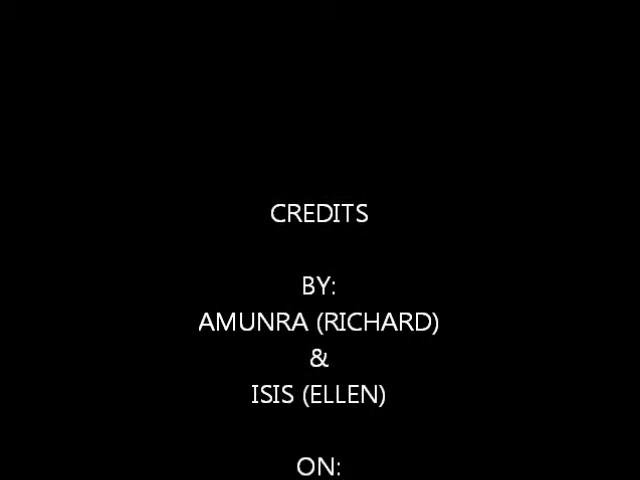 CREDITS
BY:
AMUNRA (RICHARD)
&
ISIS (ELLEN)
ON: